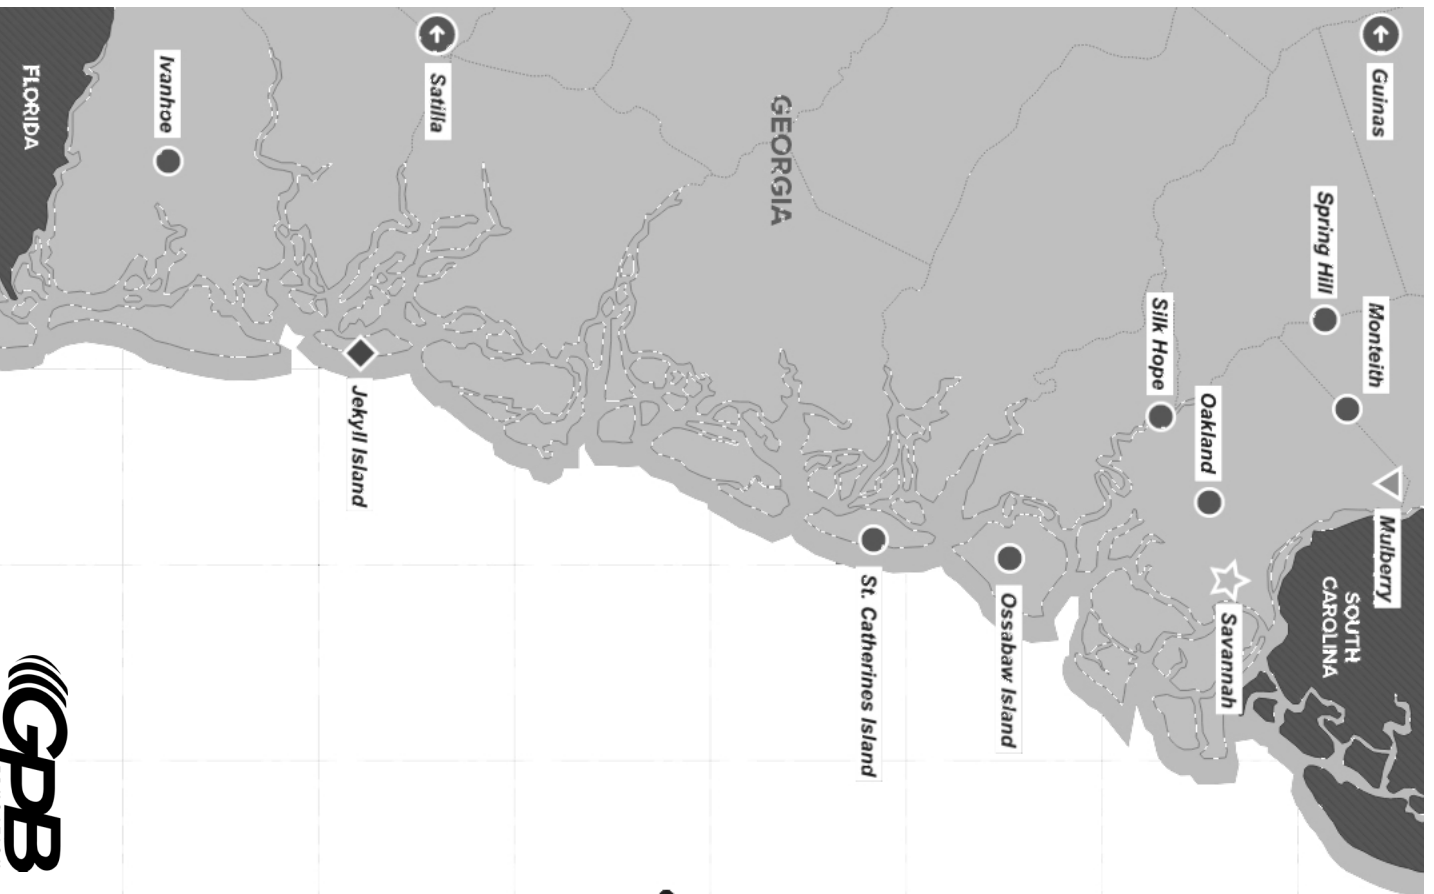 Guinas
Spring Hill
Monteith
Mulberry
SOUTH
CAROLINA
Silk Hope
Oakland
Savannah
Ossabaw Island
St. Catherines Island
GEORGIA
Satilla
Jekyll Island
Ivanhoe
FLORIDA
GPB